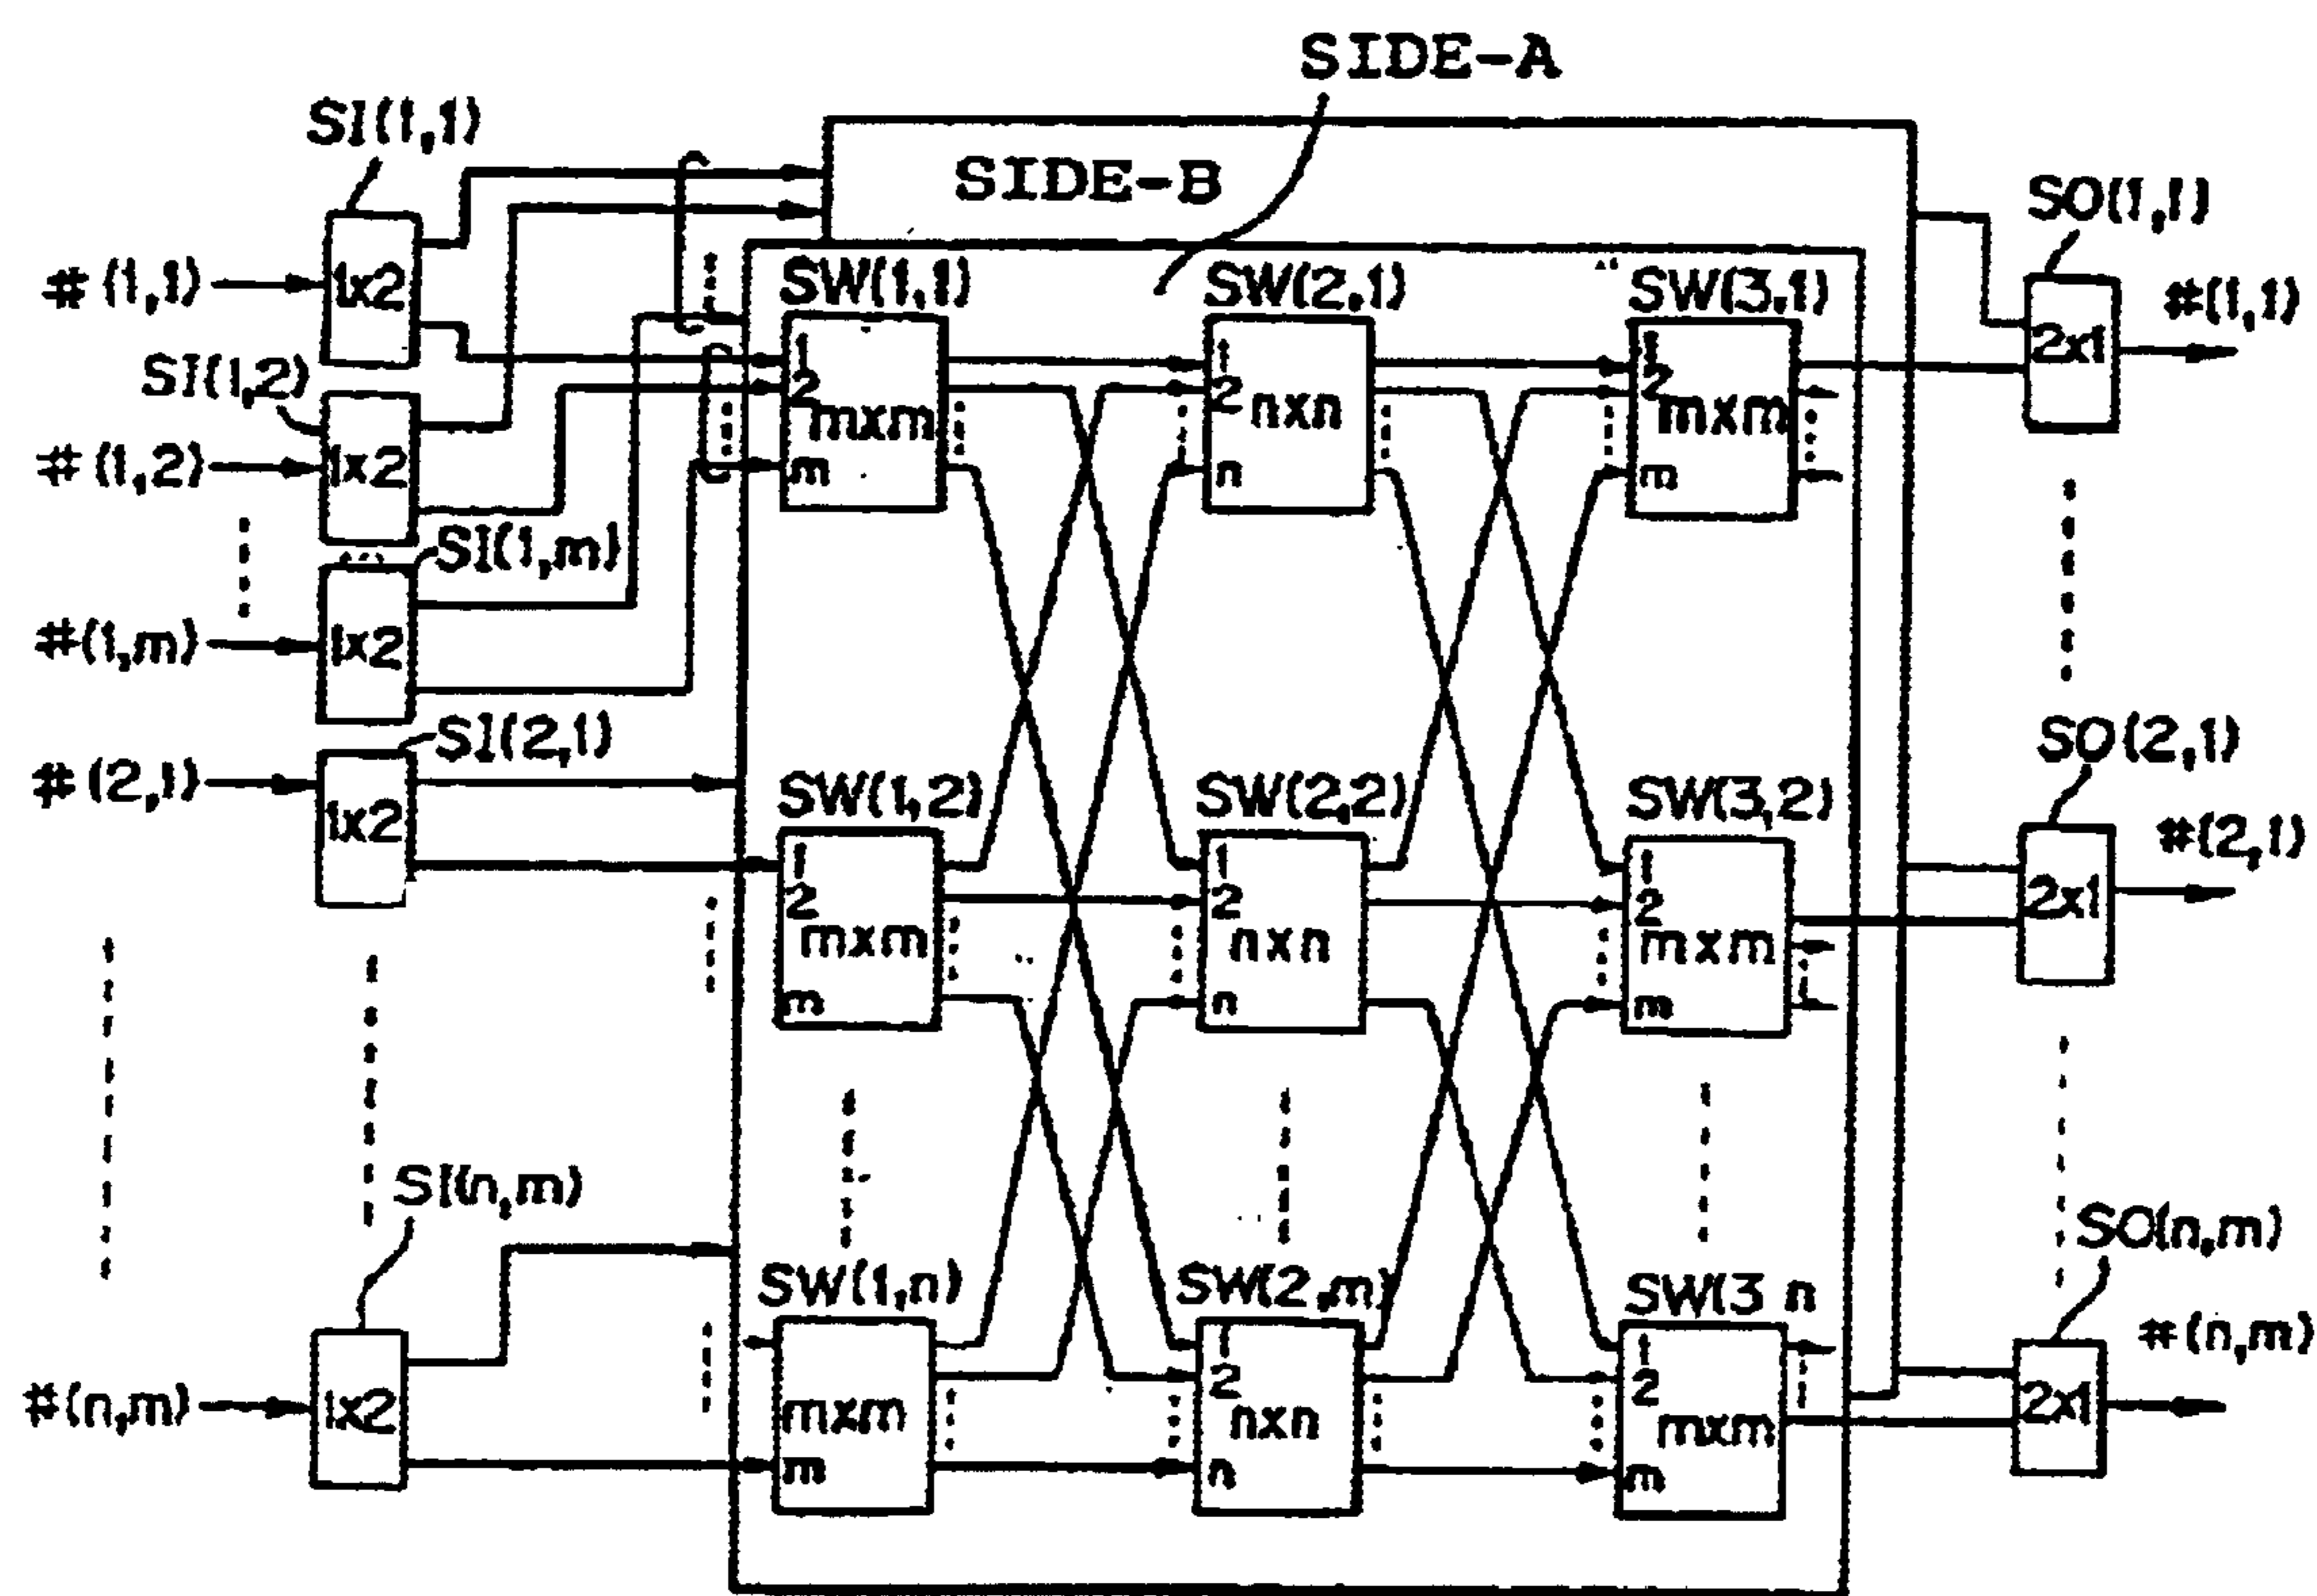 SIDE-A
SI(1,1)
SIDE-B
SO(1,1)
#(1,1)
1x2
SW(1,1)
SW(2,1)
SW(3,1)
#(1,1)
2x1
1
2
mxm
m
1
2
nxn
n
1
2
mxm
m
SI(1,2)
#(1,2)
1x2
SI(1,m)
#(1,m)
1x2
SI(2,1)
#(2,1)
1x2
SW(1,2)
SW(2,2)
SW(3,2)
SO(2,1)
#(2,1)
2x1
1
2
mxm
m
1
2
nxn
n
1
2
mxm
m
SI(n,m)
SO(n,m)
SW(1,n)
SW(2,m)
SW(3 n
#(n,m)
#(n,m)
1x2
mxm
m
1
2
nxn
n
1
2
mxm
m
2x1